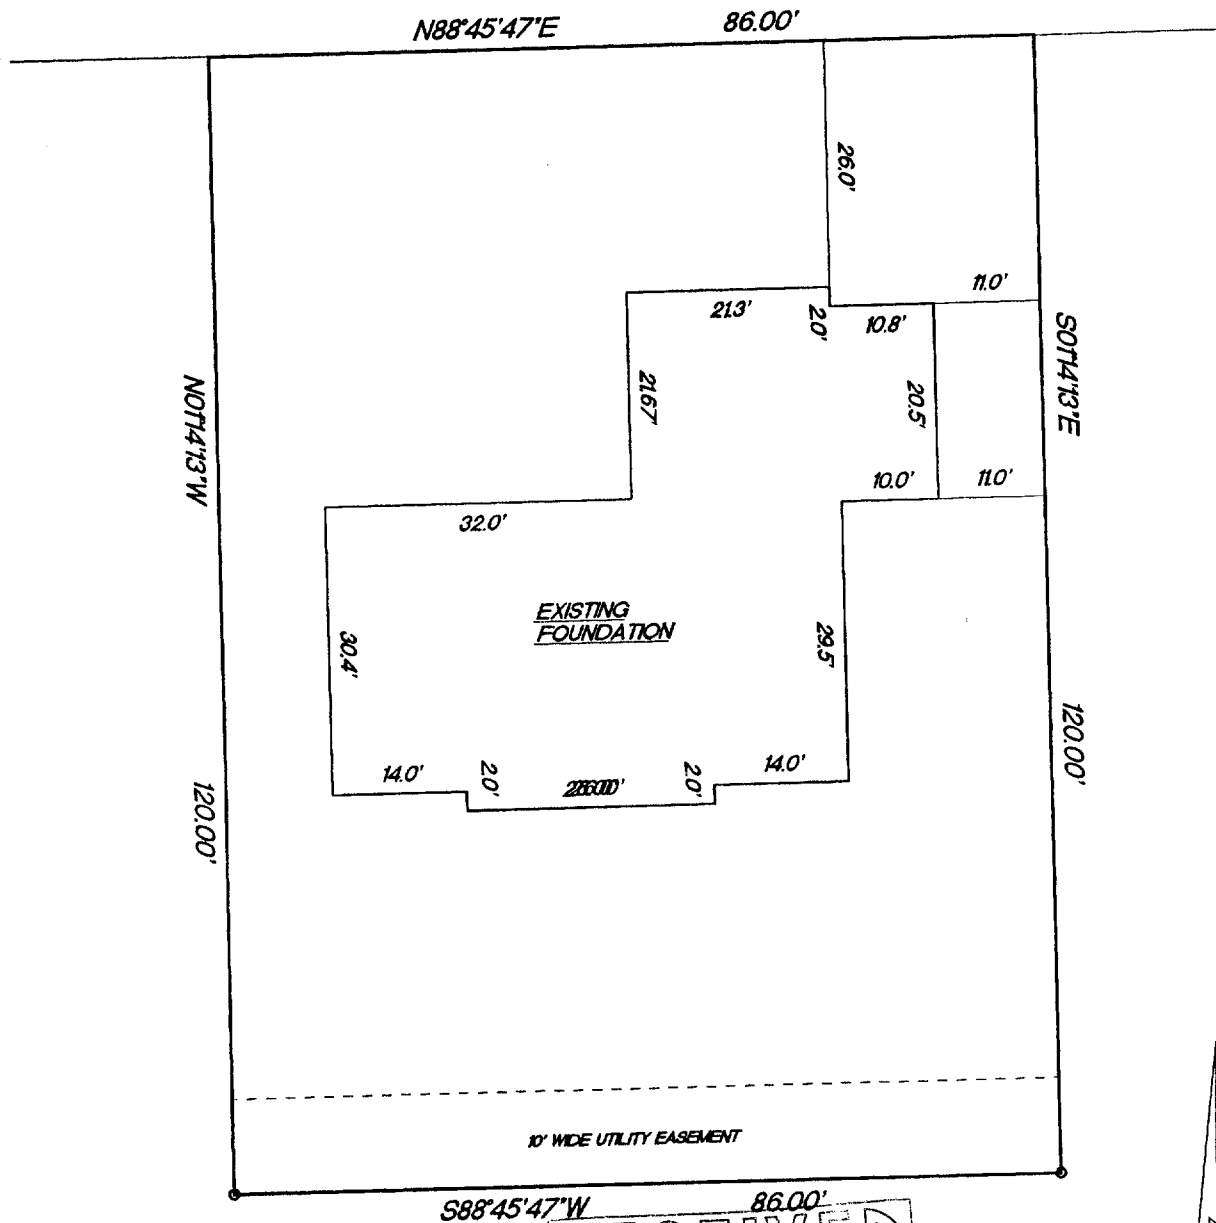 N88°45'47"E 86.00'
26.0'
11.0'
21.3'
2.0'
10.8'
S01°14'13"E
N01°14'13"W
21.67'
20.5'
10.0'
11.0'
32.0'
EXISTING
FOUNDATION
30.4'
29.5'
120.00'
14.0'
2.0'
2.0'
14.0'
120.00'
10' WIDE UTILITY EASEMENT
S88°45'47"W 86.00'